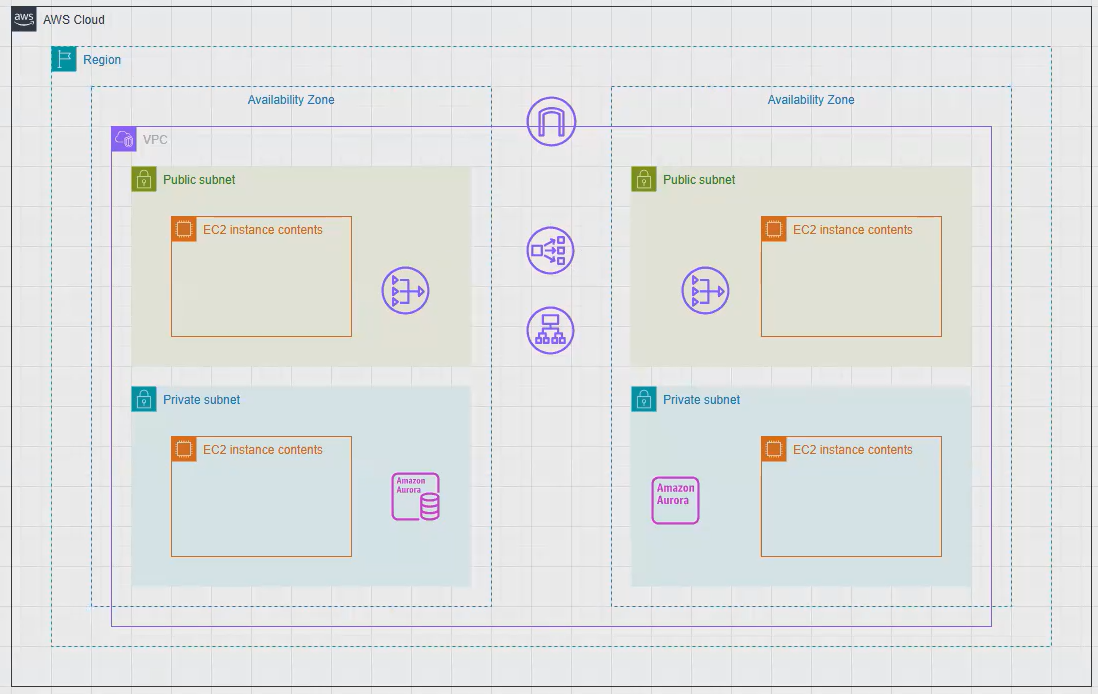 aws
AWS Cloud
Region
Availability Zone
Availability Zone
VPC
Public subnet
Public subnet
EC2 instance contents
EC2 instance contents
Private subnet
Private subnet
EC2 instance contents
EC2 instance contents
Amazon
Aurora
Amazon
Aurora